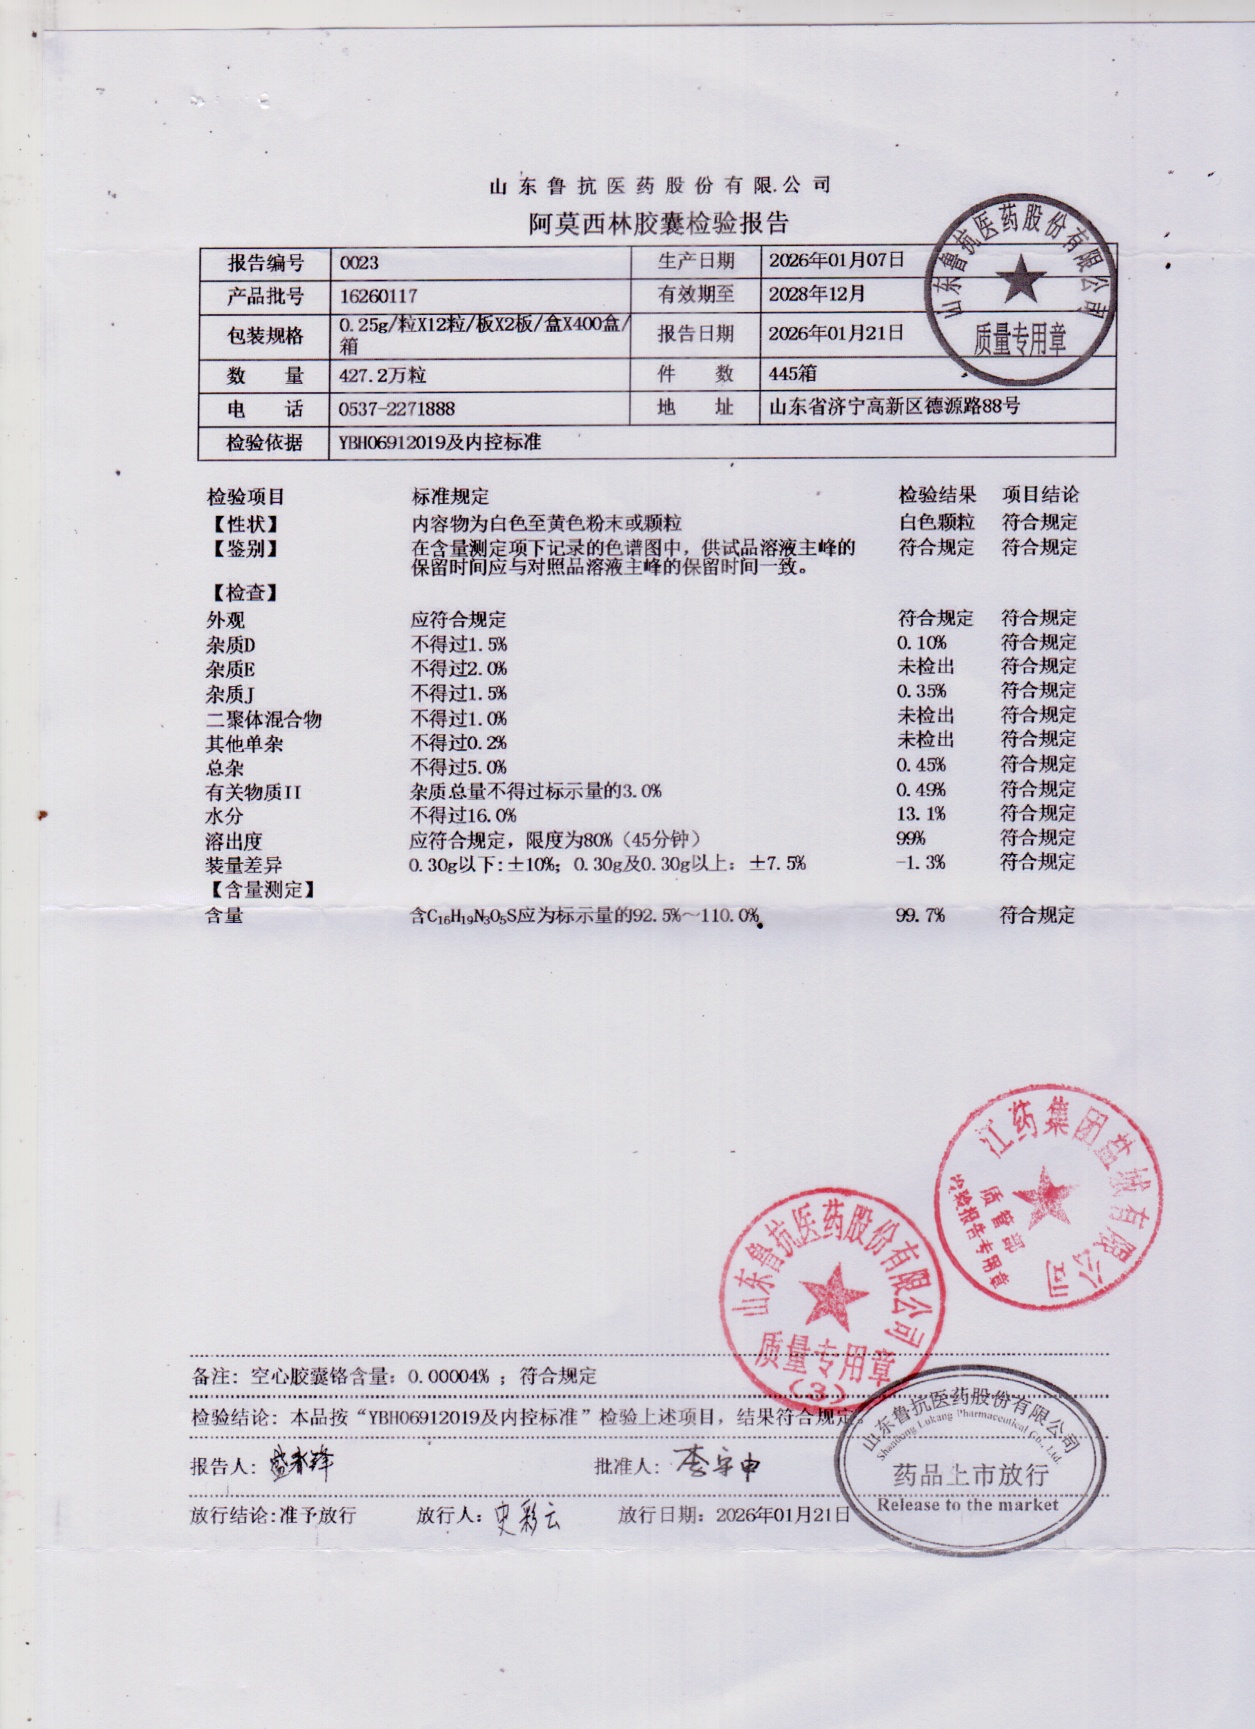 山东鲁抗医药股份有限公司
阿莫西林胶囊检验报告
报告编号 0023 生产日期 2026年01月07日
产品批号 16260117 有效期至 2028年12月
包装规格 0.25g/粒X12粒/板X2板/盒X400盒/箱 报告日期 2026年01月21日
数 量 427.2万粒 件 数 445箱
电 话 0537-2271888 地 址 山东省济宁高新区德源路88号
检验依据 YBH06912019及内控标准
山东鲁抗医药股份有限公司
质量专用章
检验项目 标准规定 检验结果 项目结论
【性状】 内容物为白色至黄色粉末或颗粒 白色颗粒 符合规定
【鉴别】 在含量测定项下记录的色谱图中，供试品溶液主峰的 符合规定 符合规定
保留时间应与对照品溶液主峰的保留时间一致。
【检查】
外观 应符合规定 符合规定 符合规定
杂质D 不得过1.5% 0.10% 符合规定
杂质E 不得过2.0% 未检出 符合规定
杂质J 不得过1.5% 0.35% 符合规定
二聚体混合物 不得过1.0% 未检出 符合规定
其他单杂 不得过0.2% 未检出 符合规定
总杂 不得过5.0% 0.45% 符合规定
有关物质II 杂质总量不得过标示量的3.0% 0.49% 符合规定
水分 不得过16.0% 13.1% 符合规定
溶出度 应符合规定，限度为80%（45分钟） 99% 符合规定
装量差异 0.30g以下:±10%; 0.30g及0.30g以上: ±7.5% -1.3% 符合规定
【含量测定】
含量 含C₁₆H₁₉N₃O₅S应为标示量的92.5%～110.0% 99.7% 符合规定
江药集团盐城有限公司
质管部
检验报告专用章
山东鲁抗医药股份有限公司
质量专用章
(3)
备注: 空心胶囊铬含量: 0.00004% ; 符合规定
检验结论: 本品按“YBH06912019及内控标准”检验上述项目，结果符合规定。
报告人: 盛春锋 批准人: 李宇申
放行结论:准予放行 放行人: 史彩云 放行日期: 2026年01月21日
山东鲁抗医药股份有限公司
Shandong Lukang Pharmaceutical Co., Ltd.
药品上市放行
Release to the market